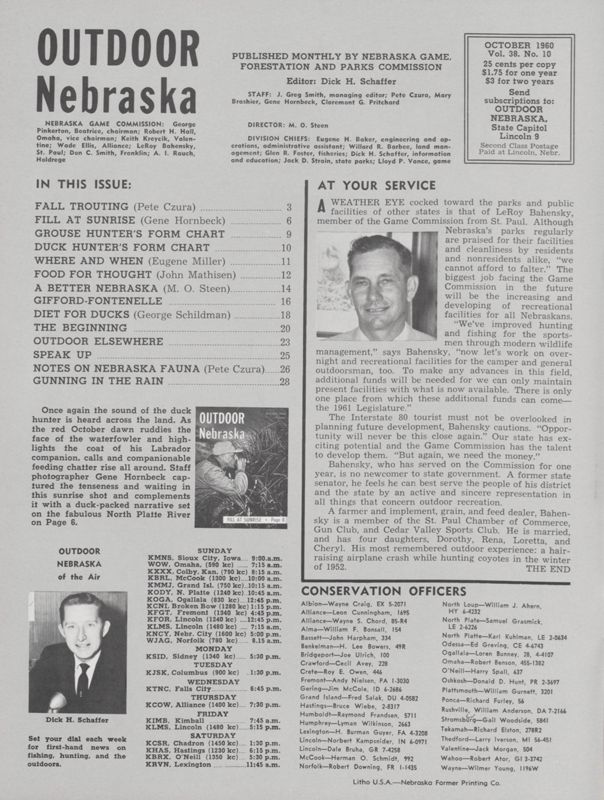 OUTDOOR
Nebraska
NEBRASKA GAME COMMISSION: George
Pinkerton, Beatrice, chairman; Robert H. Hall,
Omaha, vice chairman; Keith Kreycik, Valen-
tine; Wade Ellis, Alliance; LeRoy Bahensky,
St. Paul; Don C. Smith, Franklin; A. I. Rauch,
Holdrege
PUBLISHED MONTHLY BY NEBRASKA GAME,
FORESTATION AND PARKS COMMISSION
Editor: Dick H. Schaffer
STAFF: J. Greg Smith, managing editor; Pete Czura, Mary
Brashier, Gene Hornbeck, Claremont G. Pritchard
DIRECTOR: M. O. Steen
DIVISION CHIEFS: Eugene H. Baker, engineering and op-
erations, administrative assistant; Willard R. Barbee, land man-
agement; Glen R. Foster, fisheries; Dick H. Schaffer, information
and education; Jack D. Strain, state parks; Lloyd P. Vance, game
OCTOBER 1960
Vol. 38, No. 10
25 cents per copy
$1.75 for one year
$3 for two years
Send
subscriptions to:
OUTDOOR
NEBRASKA,
State Capitol
Lincoln 9
Second Class Postage
Paid at Lincoln, Nebr.
IN THIS ISSUE:
FALL TROUTING (Pete Czura) 3
FILL AT SUNRISE (Gene Hornbeck) 6
GROUSE HUNTER'S FORM CHART 9
DUCK HUNTER'S FORM CHART 10
WHERE AND WHEN (Eugene Miller) 11
FOOD FOR THOUGHT (John Mathisen) 12
A BETTER NEBRASKA (M. O. Steen) 14
GIFFORD-FONTENELLE 16
DIET FOR DUCKS (George Schildman) 18
THE BEGINNING 20
OUTDOOR ELSEWHERE 23
SPEAK UP 25
NOTES ON NEBRASKA FAUNA (Pete Czura) 26
GUNNING IN THE RAIN 28
Once again the sound of the duck
hunter is heard across the land. As
the red October dawn ruddies the
face of the waterfowler and high-
lights the coat of his Labrador
companion, calls and companionable
feeding chatter rise all around. Staff
photographer Gene Hornbeck cap-
tured the tenseness and waiting in
this sunrise shot and complements
it with a duck-packed narrative set
on the fabulous North Platte River
on Page 6.
OUTDOOR
Nebraska
FILL AT SUNRISE • Page 6
OUTDOOR
NEBRASKA
of the Air
Dick H. Schaffer
Set your dial each week
for first-hand news on
fishing, hunting, and the
outdoors.
SUNDAY
KMNS, Sioux City, Iowa 9:00 a.m.
WOW, Omaha, (590 kc) 7:15 a.m.
XXXX, Colby, Kan. (790 kc) 8:15 a.m.
KBRL, McCook (1300 kc) 10:00 a.m.
KMMJ, Grand Isl. (750 kc) 10:15 a.m.
KODY, N. Platte (1240 kc) 10:45 a.m.
KOGA, Ogallala (830 kc) 12:45 p.m.
KCNI, Broken Bow (1280 kc) 1:15 p.m.
KFGT, Fremont (1340 kc) 4:45 p.m.
KFOR, Lincoln (1240 kc) 12:45 p.m.
KLMS, Lincoln (1480 kc) 7:15 a.m.
KNCY, Nebr. City (1600 kc) 5:00 p.m.
WJAG, Norfolk (780 kc) 8:15 a.m.
MONDAY
KSID, Sidney (1340 kc) 5:30 p.m.
TUESDAY
KJSK, Columbus (900 kc) 1:30 p.m.
WEDNESDAY
KTNC, Falls City 6:45 p.m.
THURSDAY
KCOW, Alliance (1400 kc) 7:30 p.m.
FRIDAY
KIMB, Kimball 7:45 a.m.
KLMS, Lincoln (1480 kc) 5:15 p.m.
SATURDAY
KCSR, Chadron (1450 kc) 1:30 p.m.
KHAS, Hastings (1230 kc) 6:10 p.m.
KBRX, O'Neill (1350 kc) 5:30 p.m.
KRVN, Lexington 11:45 a.m.
AT YOUR SERVICE
A WEATHER EYE cocked toward the parks and public
facilities of other states is that of LeRoy Bahensky,
member of the Game Commission from St. Paul. Although
Nebraska's parks regularly
are praised for their facilities
and cleanliness by residents
and nonresidents alike, "we
cannot afford to falter." The
biggest job facing the Game
Commission in the future
will be the increasing and
developing of recreational
facilities for all Nebraskans.
"We've improved hunting
and fishing for the sports-
men through modern wildlife
management," says Bahensky, "now let's work on over-
night and recreational facilities for the camper and general
outdoorsman, too. To make any advances in this field,
additional funds will be needed for we can only maintain
present facilities with what is now available. There is only
one place from which these additional funds can come—
the 1961 Legislature."
The Interstate 80 tourist must not be overlooked in
planning future development, Bahensky cautions. "Oppor-
tunity will never be this close again." Our state has ex-
citing potential and the Game Commission has the talent
to develop them. "But again, we need the money."
Bahensky, who has served on the Commission for one
year, is no newcomer to state government. A former state
senator, he feels he can best serve the people of his district
and the state by an active and sincere representation in
all things that concern outdoor recreation.
A farmer and implement, grain, and feed dealer, Bahen-
sky is a member of the St. Paul Chamber of Commerce,
Gun Club, and Cedar Valley Sports Club. He is married,
and has four daughters, Dorothy, Rena, Loretta, and
Cheryl. His most remembered outdoor experience: a hair-
raising airplane crash while hunting coyotes in the winter
of 1952. THE END
CONSERVATION OFFICERS
Albion—Wayne Craig, EX 5-2071
Alliance—Leon Cunningham, 1695
Alliance—Wayne S. Chord, 85-R4
Alma—William F. Bonsall, 154
Bassett—John Harpham, 334
Benkelman—H. Lee Bowers, 49R
Bridgeport—Joe Ulrich, 100
Crawford—Cecil Avey, 228
Crete—Roy E. Owen, 446
Fremont—Andy Nielsen, PA 1-3030
Gering—Jim McCole, ID 6-2686
Grand Island—Fred Salak, DU 4-0582
Hastings—Bruce Wiebe, 2-8317
Humboldt—Raymond Frandsen, 5711
Humphrey—Lyman Wilkinson, 2663
Lexington—H. Burman Guyer, FA 4-3208
Lincoln—Norbert Kampsnider, IN 6-0971
Lincoln—Dale Bruha, GR 7-4258
McCook—Herman O. Schmidt, 992
Norfolk—Robert Downing, FR 1-1435
North Loup—William J. Ahern,
HY 6-4232
North Platte—Samuel Grasmick,
LE 2-6226
North Platte—Karl Kuhlman, LE 2-0634
Odessa—Ed Greving, CE 4-6743
Ogallala—Loron Bunney, 28, 4-4107
Omaha—Robert Benson, 455-1382
O'Neill—Harry Spall, 637
Oshkosh—Donald D. Hunt, PR 2-3697
Plattsmouth—William Gurnett, 3201
Ponca—Richard Furley, 56
Rushville, William Anderson, DA 7-2166
Stromsburg—Gail Woodside, 5841
Tekamah—Richard Elston, 278R2
Thedford—Larry Iverson, MI 56-451
Valentine—Jack Morgan, 504
Wahoo—Robert Ator, GI 3-3742
Wayne—Wilmer Young, 1196W
Litho U.S.A.—Nebraska Farmer Printing Co.